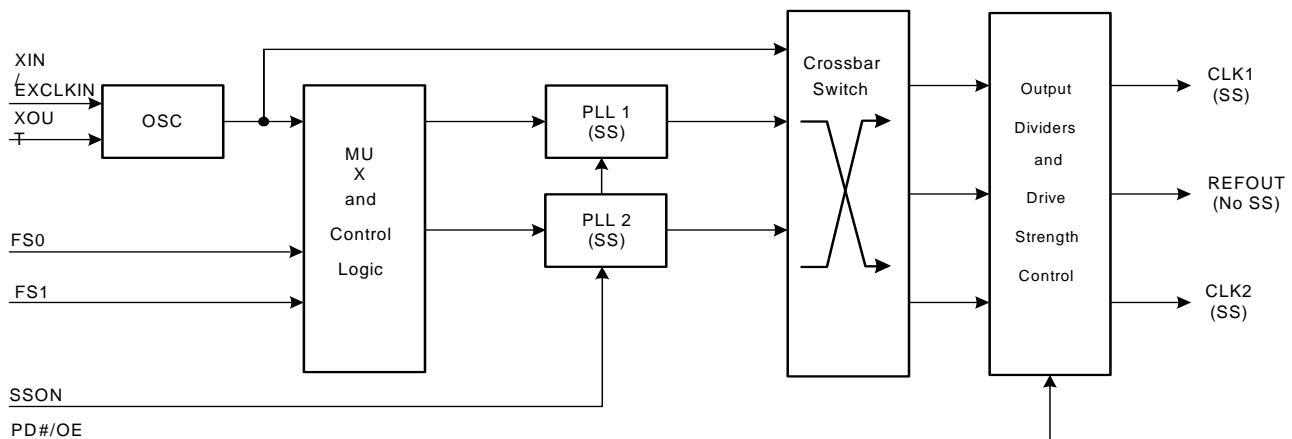 XIN
/
EXCLKIN
XOU
T
OSC
FS0
FS1
SSON
PD#/OE
MU
X
and
Control
Logic
PLL 1
(SS)
PLL 2
(SS)
Crossbar
Switch
Output
Dividers
and
Drive
Strength
Control
CLK1
(SS)
REFOUT
(No SS)
CLK2
(SS)